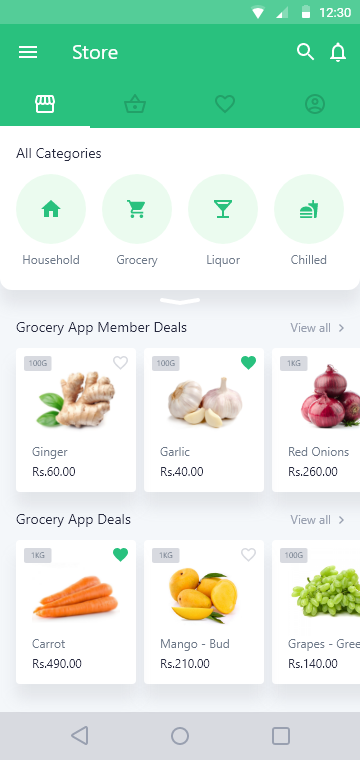 12:30
Store
All Categories
Household Grocery Liquor Chilled
Grocery App Member Deals View all
100G 100G 1KG
Ginger Garlic Red Onions
Rs.60.00 Rs.40.00 Rs.260.00
Grocery App Deals View all
1KG 1KG 100G
Carrot Mango - Bud Grapes - Gree
Rs.490.00 Rs.210.00 Rs.140.00